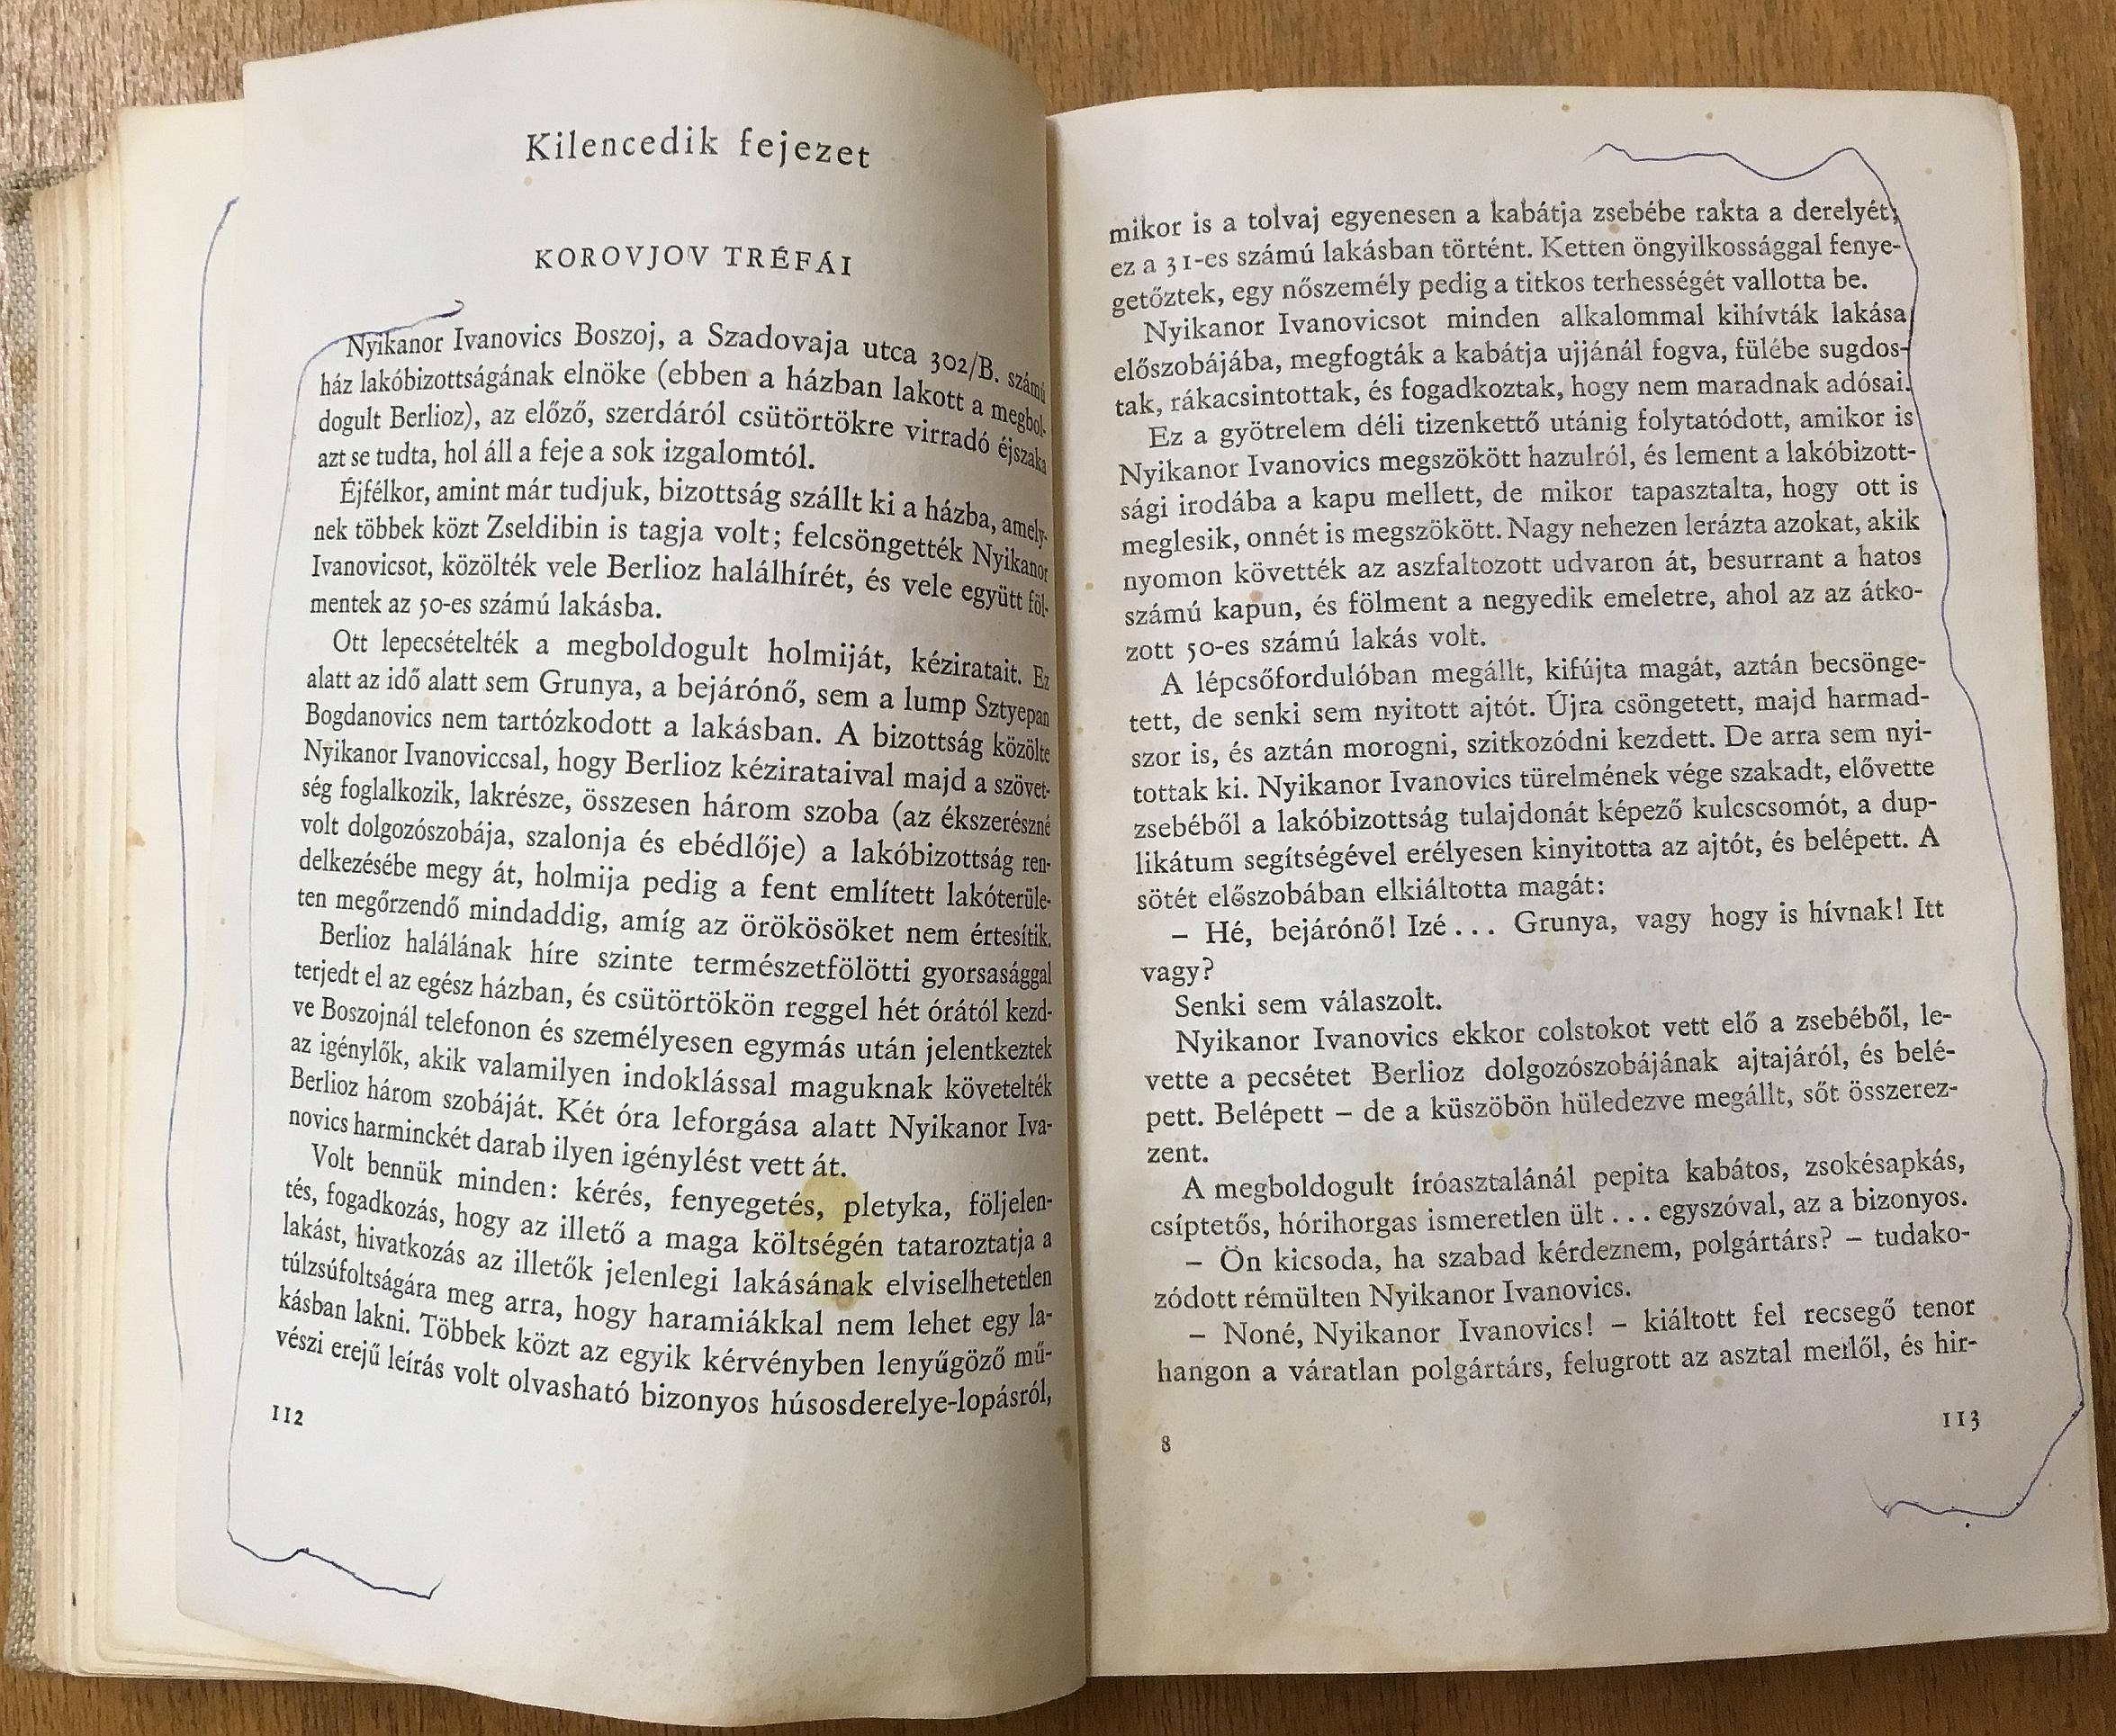 Kilencedik fejezet
KOROVJOV TRÉFÁI
Nyikanor Ivanovics Boszoj, a Szadovaja utca 302/B. számú
ház lakóbizottságának elnöke (ebben a házban lakott a megbol-
dogult Berlioz), az előző, szerdáról csütörtökre virradó éjszaka
azt se tudta, hol áll a feje a sok izgalomtól.
Éjfélkor, amint már tudjuk, bizottság szállt ki a házba, amely-
nek többek közt Zseldibin is tagja volt; felcsöngették Nyikanor
Ivanovicsot, közölték vele Berlioz halálhírét, és vele együtt föl-
mentek az 50-es számú lakásba.
Ott lepecsételték a megboldogult holmiját, kéziratait. Ez
alatt az idő alatt sem Grunya, a bejárónő, sem a lump Sztyepan
Bogdanovics nem tartózkodott a lakásban. A bizottság közölte
Nyikanor Ivanoviccsal, hogy Berlioz kézirataival majd a szövet-
ség foglalkozik, lakrésze, összesen három szoba (az ékszerészné
volt dolgozószobája, szalonja és ebédlője) a lakóbizottság ren-
delkezésébe megy át, holmija pedig a fent említett lakóterüle-
ten megőrzendő mindaddig, amíg az örökösöket nem értesítik.
Berlioz halálának híre szinte természetfölötti gyorsasággal
terjedt el az egész házban, és csütörtökön reggel hét órától kezd-
ve Boszojnál telefonon és személyesen egymás után jelentkeztek
az igénylők, akik valamilyen indoklással maguknak követelték
Berlioz három szobáját. Két óra leforgása alatt Nyikanor Iva-
novics harminckét darab ilyen igénylést vett át.
Volt bennük minden: kérés, fenyegetés, pletyka, följelen-
tés, fogadkozás, hogy az illető a maga költségén tataroztatja a
lakást, hivatkozás az illetők jelenlegi lakásának elviselhetetlen
túlzsúfoltságára meg arra, hogy haramiákkal nem lehet egy la-
kásban lakni. Többek közt az egyik kérvényben lenyűgöző mű-
vészi erejű leírás volt olvasható bizonyos húsosderelye-lopásról,
112
mikor is a tolvaj egyenesen a kabátja zsebébe rakta a derelyét;
ez a 31-es számú lakásban történt. Ketten öngyilkossággal fenye-
getőztek, egy nőszemély pedig a titkos terhességét vallotta be.
Nyikanor Ivanovicsot minden alkalommal kihívták lakása
előszobájába, megfogták a kabátja ujjánál fogva, fülébe sugdos-
tak, rákacsintottak, és fogadkoztak, hogy nem maradnak adósai.
Ez a gyötrelem déli tizenkettő utánig folytatódott, amikor is
Nyikanor Ivanovics megszökött hazulról, és lement a lakóbizott-
sági irodába a kapu mellett, de mikor tapasztalta, hogy ott is
meglesik, onnét is megszökött. Nagy nehezen lerázta azokat, akik
nyomon követték az aszfaltozott udvaron át, besurrant a hatos
számú kapun, és fölment a negyedik emeletre, ahol az az átko-
zott 50-es számú lakás volt.
A lépcsőfordulóban megállt, kifújta magát, aztán becsönge-
tett, de senki sem nyitott ajtót. Újra csöngetett, majd harmad-
szor is, és aztán morogni, szitkozódni kezdett. De arra sem nyi-
tottak ki. Nyikanor Ivanovics türelmének vége szakadt, elővette
zsebéből a lakóbizottság tulajdonát képező kulcscsomót, a dup-
likátum segítségével erélyesen kinyitotta az ajtót, és belépett. A
sötét előszobában elkiáltotta magát:
– Hé, bejárónő! Izé... Grunya, vagy hogy is hívnak! Itt
vagy?
Senki sem válaszolt.
Nyikanor Ivanovics ekkor colstokot vett elő a zsebéből, le-
vette a pecsétet Berlioz dolgozószobájának ajtajáról, és belé-
pett. Belépett – de a küszöbön hüledezve megállt, sőt összerez-
zent.
A megboldogult íróasztalánál pepita kabátos, zsokésapkás,
csíptetős, hórihorgas ismeretlen ült... egyszóval, az a bizonyos.
– Ön kicsoda, ha szabad kérdeznem, polgártárs? – tudako-
zódott rémülten Nyikanor Ivanovics.
– Noné, Nyikanor Ivanovics! – kiáltott fel recsegő tenor
hangon a váratlan polgártárs, felugrott az asztal mellől, és hir-
8
113